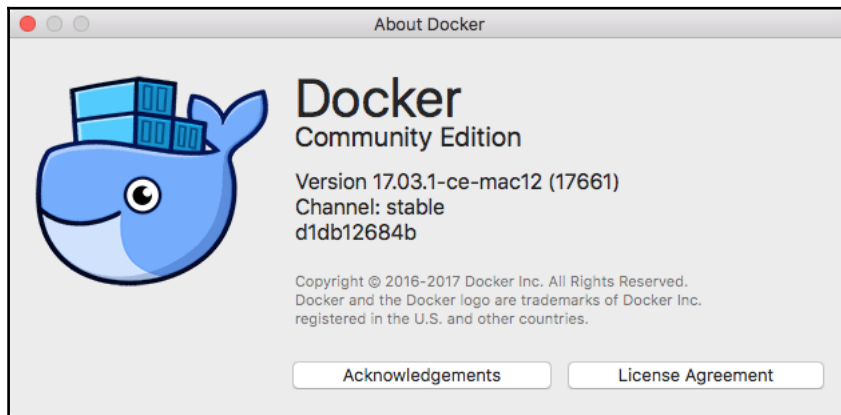 About Docker
Docker
Community Edition
Version 17.03.1-ce-mac12 (17661)
Channel: stable
d1db12684b
Copyright © 2016-2017 Docker Inc. All Rights Reserved.
Docker and the Docker logo are trademarks of Docker Inc.
registered in the U.S. and other countries.
Acknowledgements
License Agreement